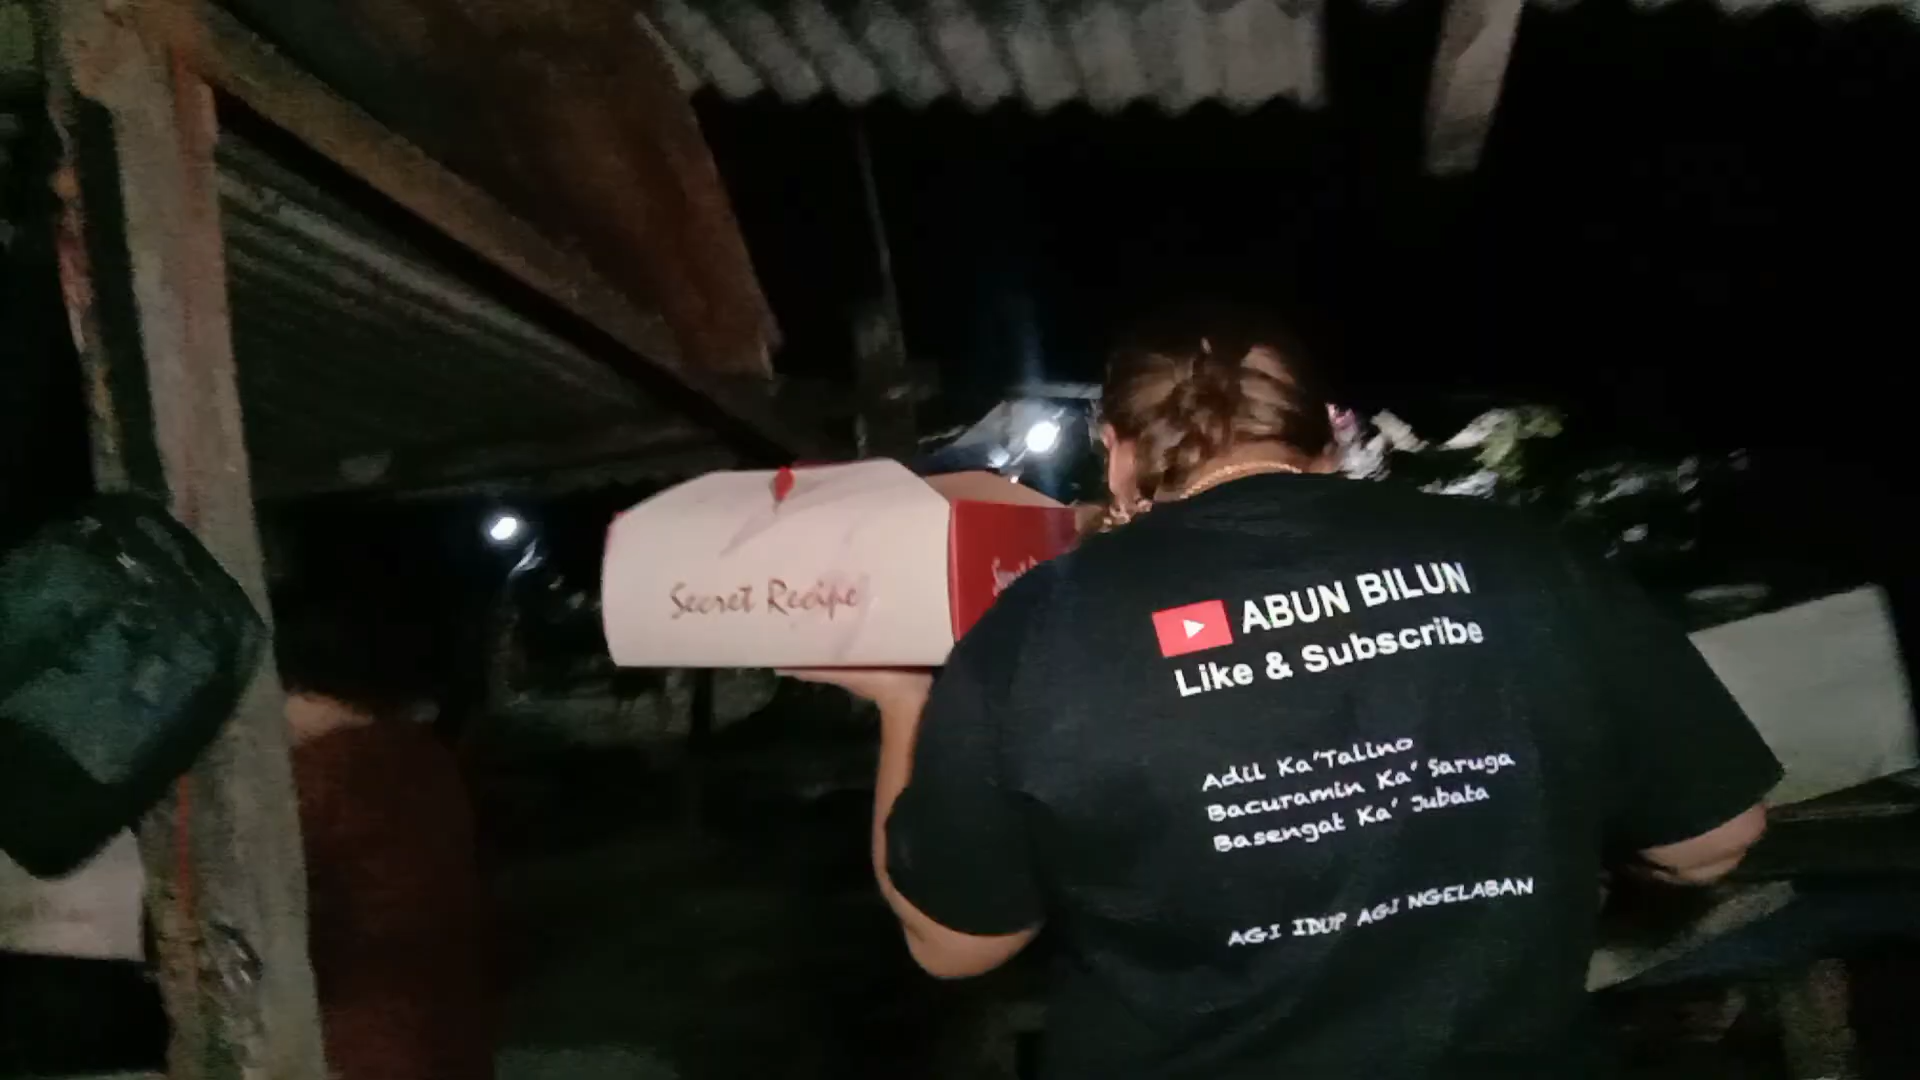 Secret Recipe
ABUN BILUN
Like & Subscribe
Adil Ka'Talino
Bacuramin Ka' Saruga
Basengat Ka' Jubata
AGI IDUP AGI NGELABAN